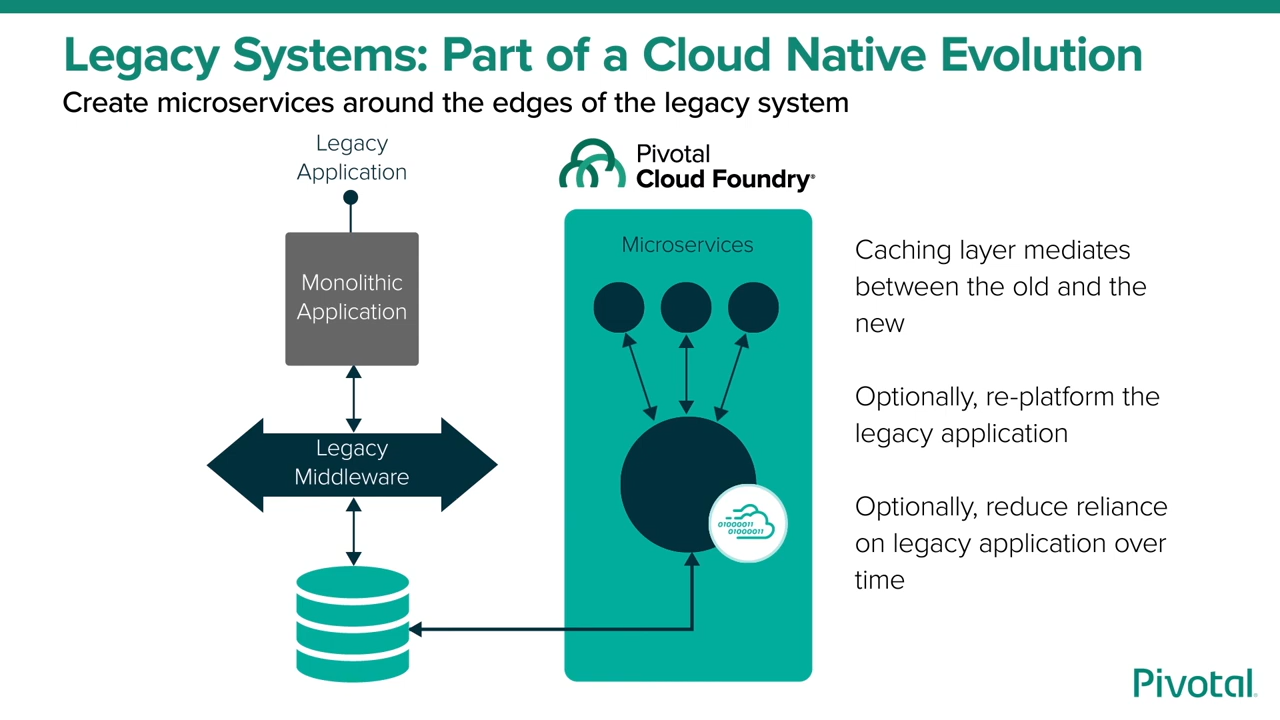 Legacy Systems: Part of a Cloud Native Evolution
Create microservices around the edges of the legacy system
Legacy
Application
Monolithic
Application
Legacy
Middleware
Pivotal
Cloud Foundry®
Microservices
01000011
01000011
Caching layer mediates
between the old and the
new
Optionally, re-platform the
legacy application
Optionally, reduce reliance
on legacy application over
time
Pivotal